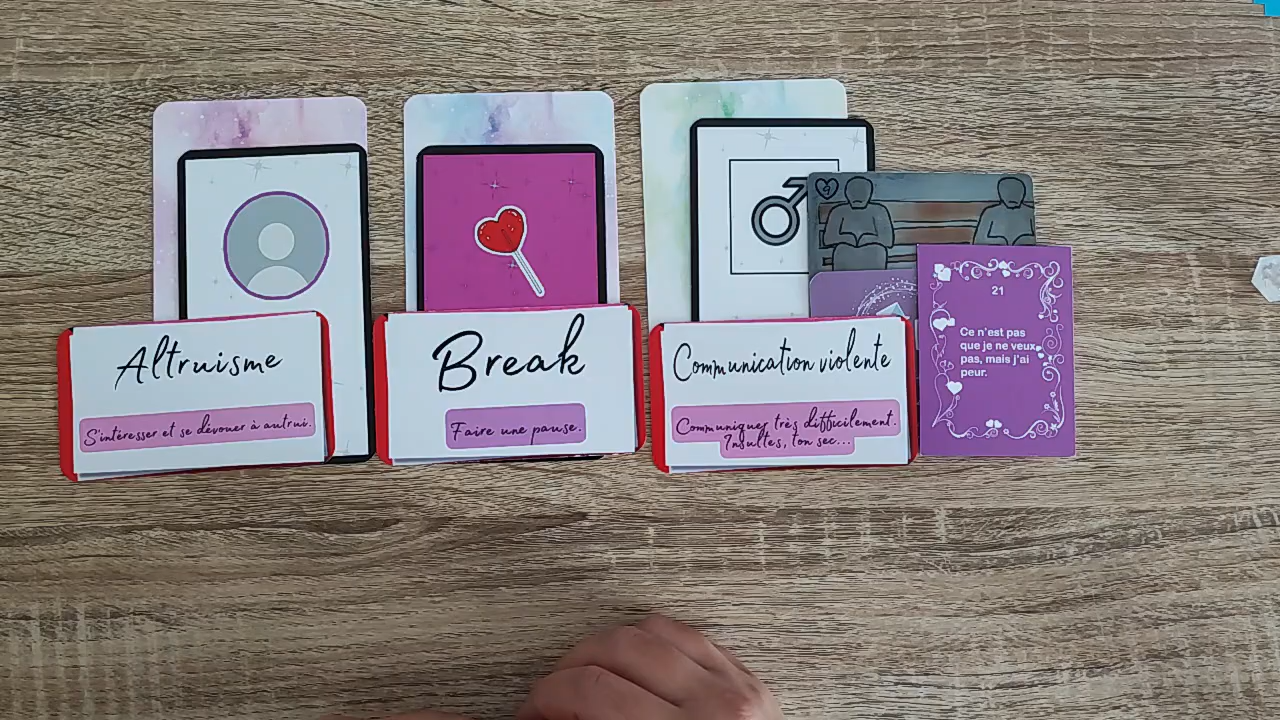 Altruisme
S'intéresser et se dévouer à autrui.
Break
Faire une pause.
Communication violente
Communiquer très difficilement.
Insultes, ton sec...
21
Ce n'est pas
que je ne veux
pas, mais j'ai
peur.